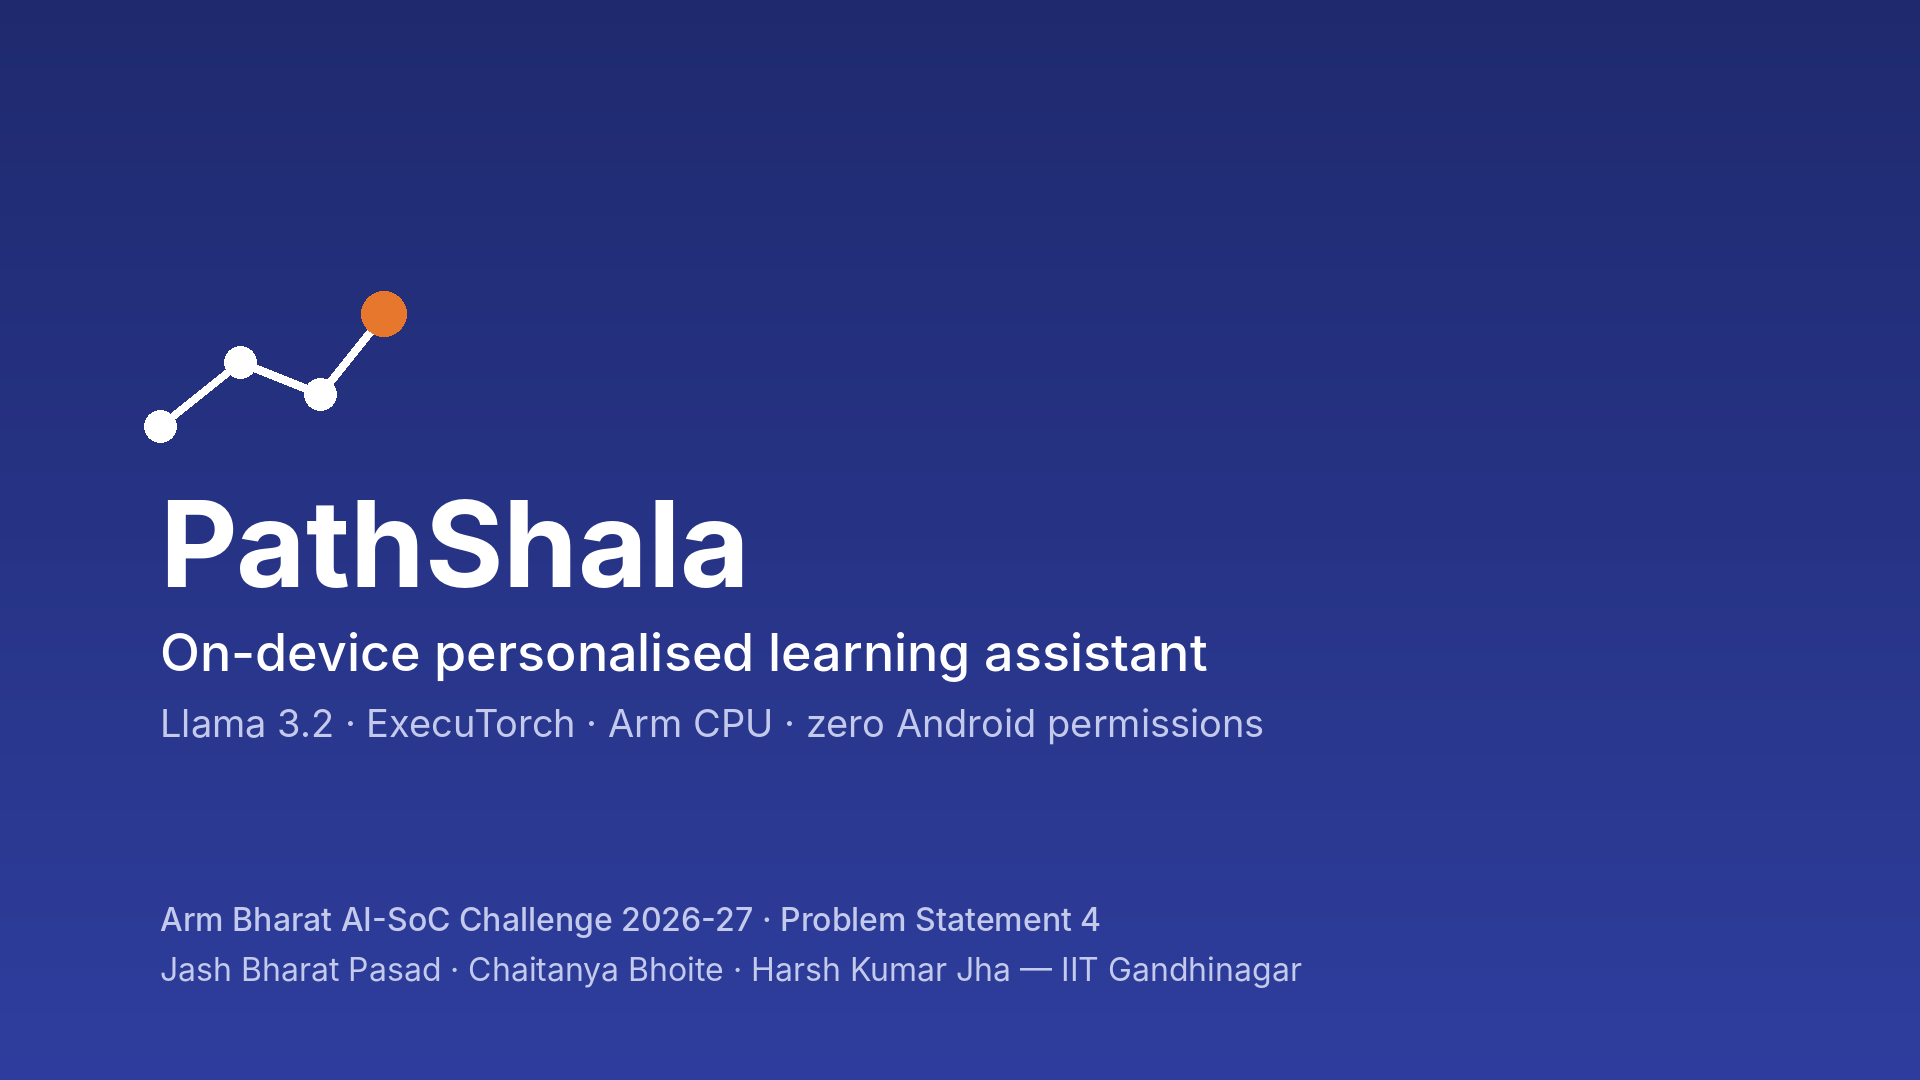 PathShala
On-device personalised learning assistant
Llama 3.2 · ExecuTorch · Arm CPU · zero Android permissions
Arm Bharat AI-SoC Challenge 2026-27 · Problem Statement 4
Jash Bharat Pasad · Chaitanya Bhoite · Harsh Kumar Jha — IIT Gandhinagar